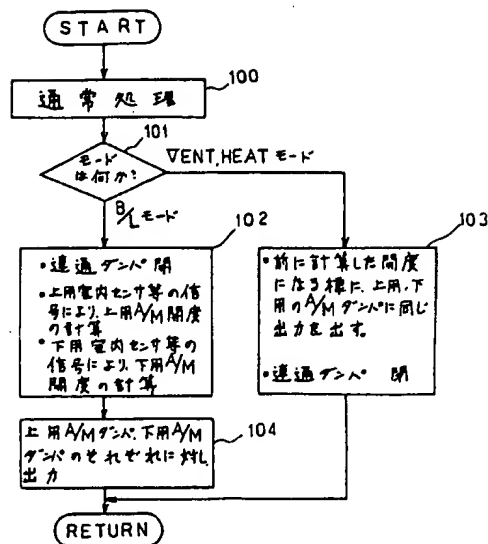 START
100
通常処理
101
モードは何か?
VENT, HEAT モード
B/L モード
102
・連通ダンパ 閉
・上用室内センサ等の信号により、上用A/M開度の計算
・下用室内センサ等の信号により、下用A/M開度の計算
103
・前に計算した開度になる様に、上用、下用のA/Mダンパに同じ出力を出す。
・連通ダンパ 閉
104
上用A/Mダンパ、下用A/Mダンパのそれぞれに対し、出力
RETURN